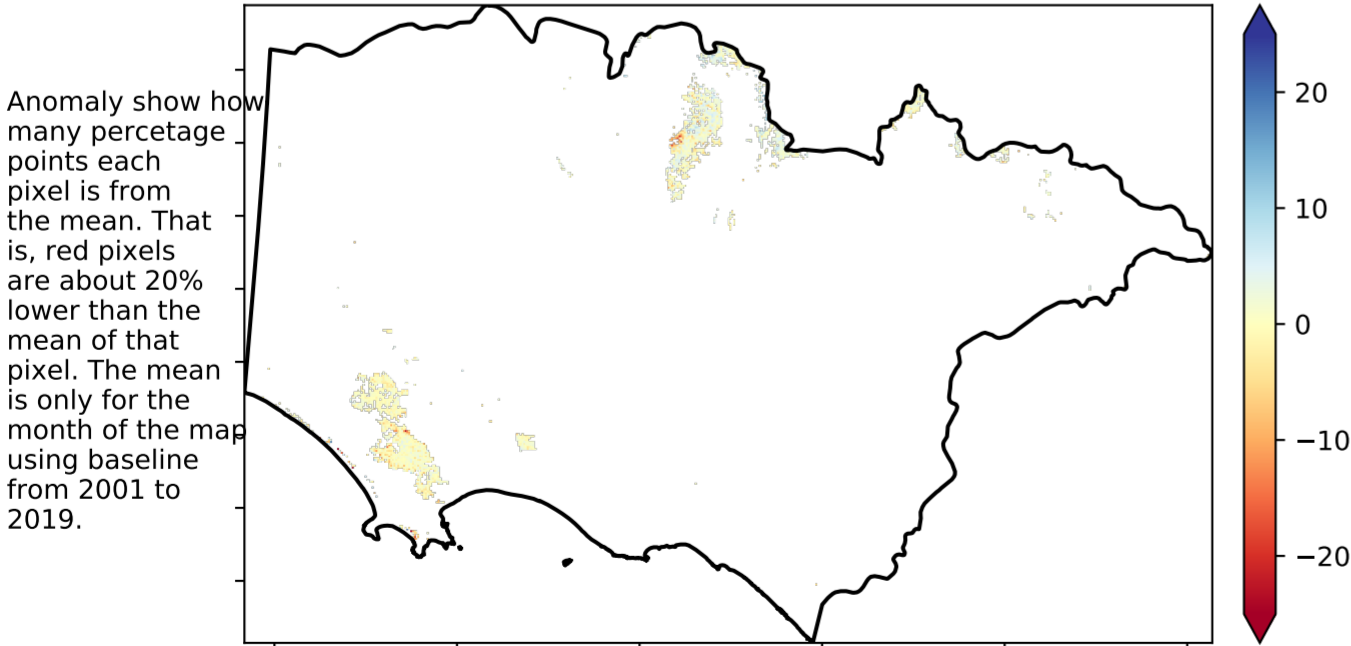 Anomaly show how
many percetage
points each
pixel is from
the mean. That
is, red pixels
are about 20%
lower than the
mean of that
pixel. The mean
is only for the
month of the map
using baseline
from 2001 to
2019.
20
10
0
−10
−20